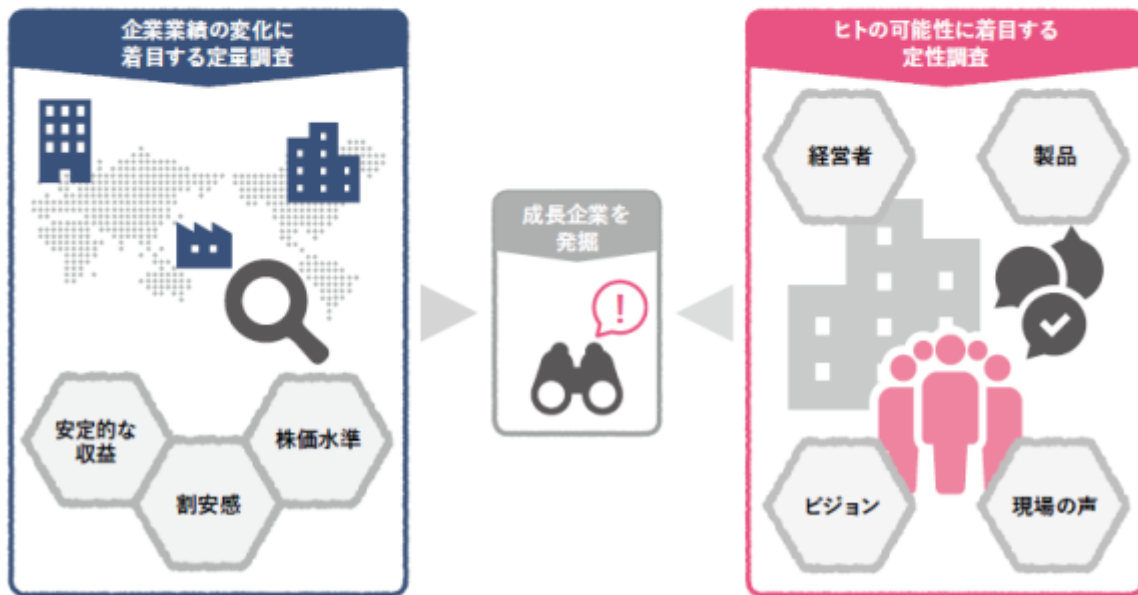 企業業績の変化に
着目する定量調査
安定的な
収益
割安感
株価水準
成長企業を
発掘
!
ヒトの可能性に着目する
定性調査
経営者
製品
ビジョン
現場の声